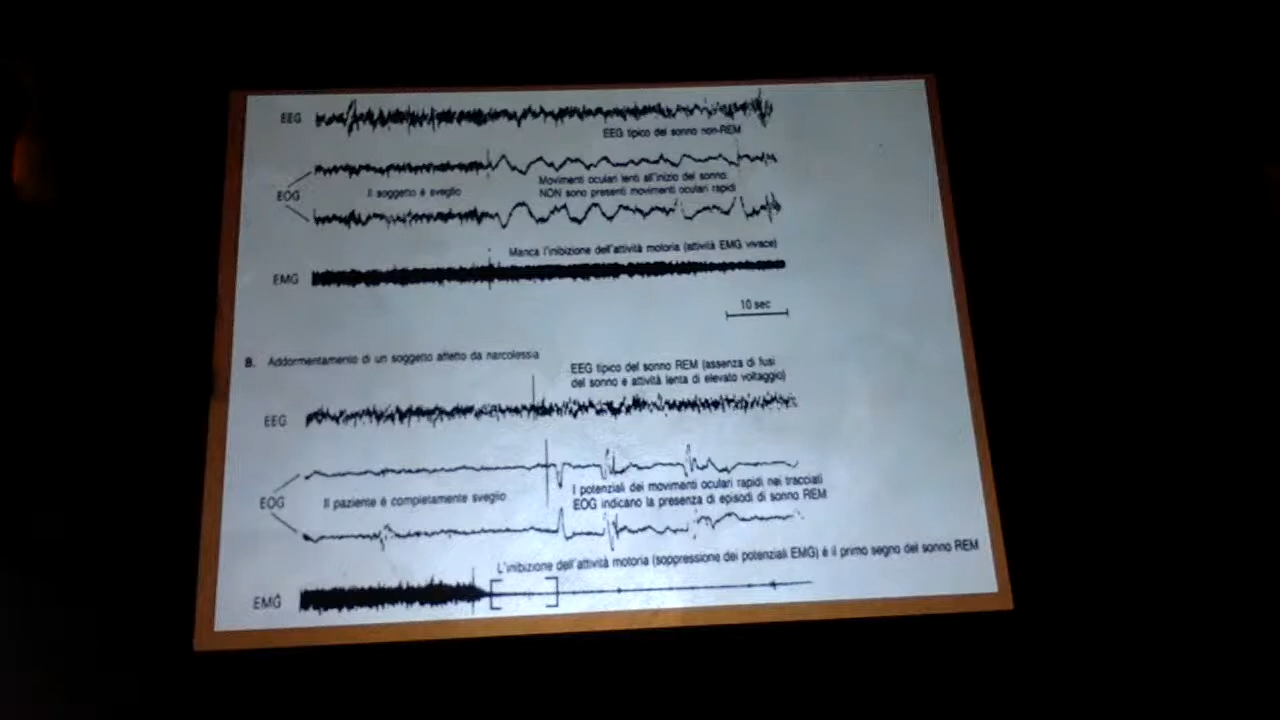 EEG
EEG tipico del sonno non-REM
EOG
Il soggetto è sveglio
Movimenti oculari lenti all'inizio del sonno:
NON sono presenti movimenti oculari rapidi
Manca l'inibizione dell'attività motoria (attività EMG vivace)
EMG
10 sec
B. Addormentamento di un soggetto affetto da narcolessia
EEG tipico del sonno REM (assenza di fusi
del sonno e attività lenta di elevato voltaggio)
EEG
EOG
Il paziente è completamente sveglio
I potenziali dei movimenti oculari rapidi nei tracciati
EOG indicano la presenza di episodi di sonno REM
L'inibizione dell'attività motoria (soppressione dei potenziali EMG) è il primo segno del sonno REM
EMG